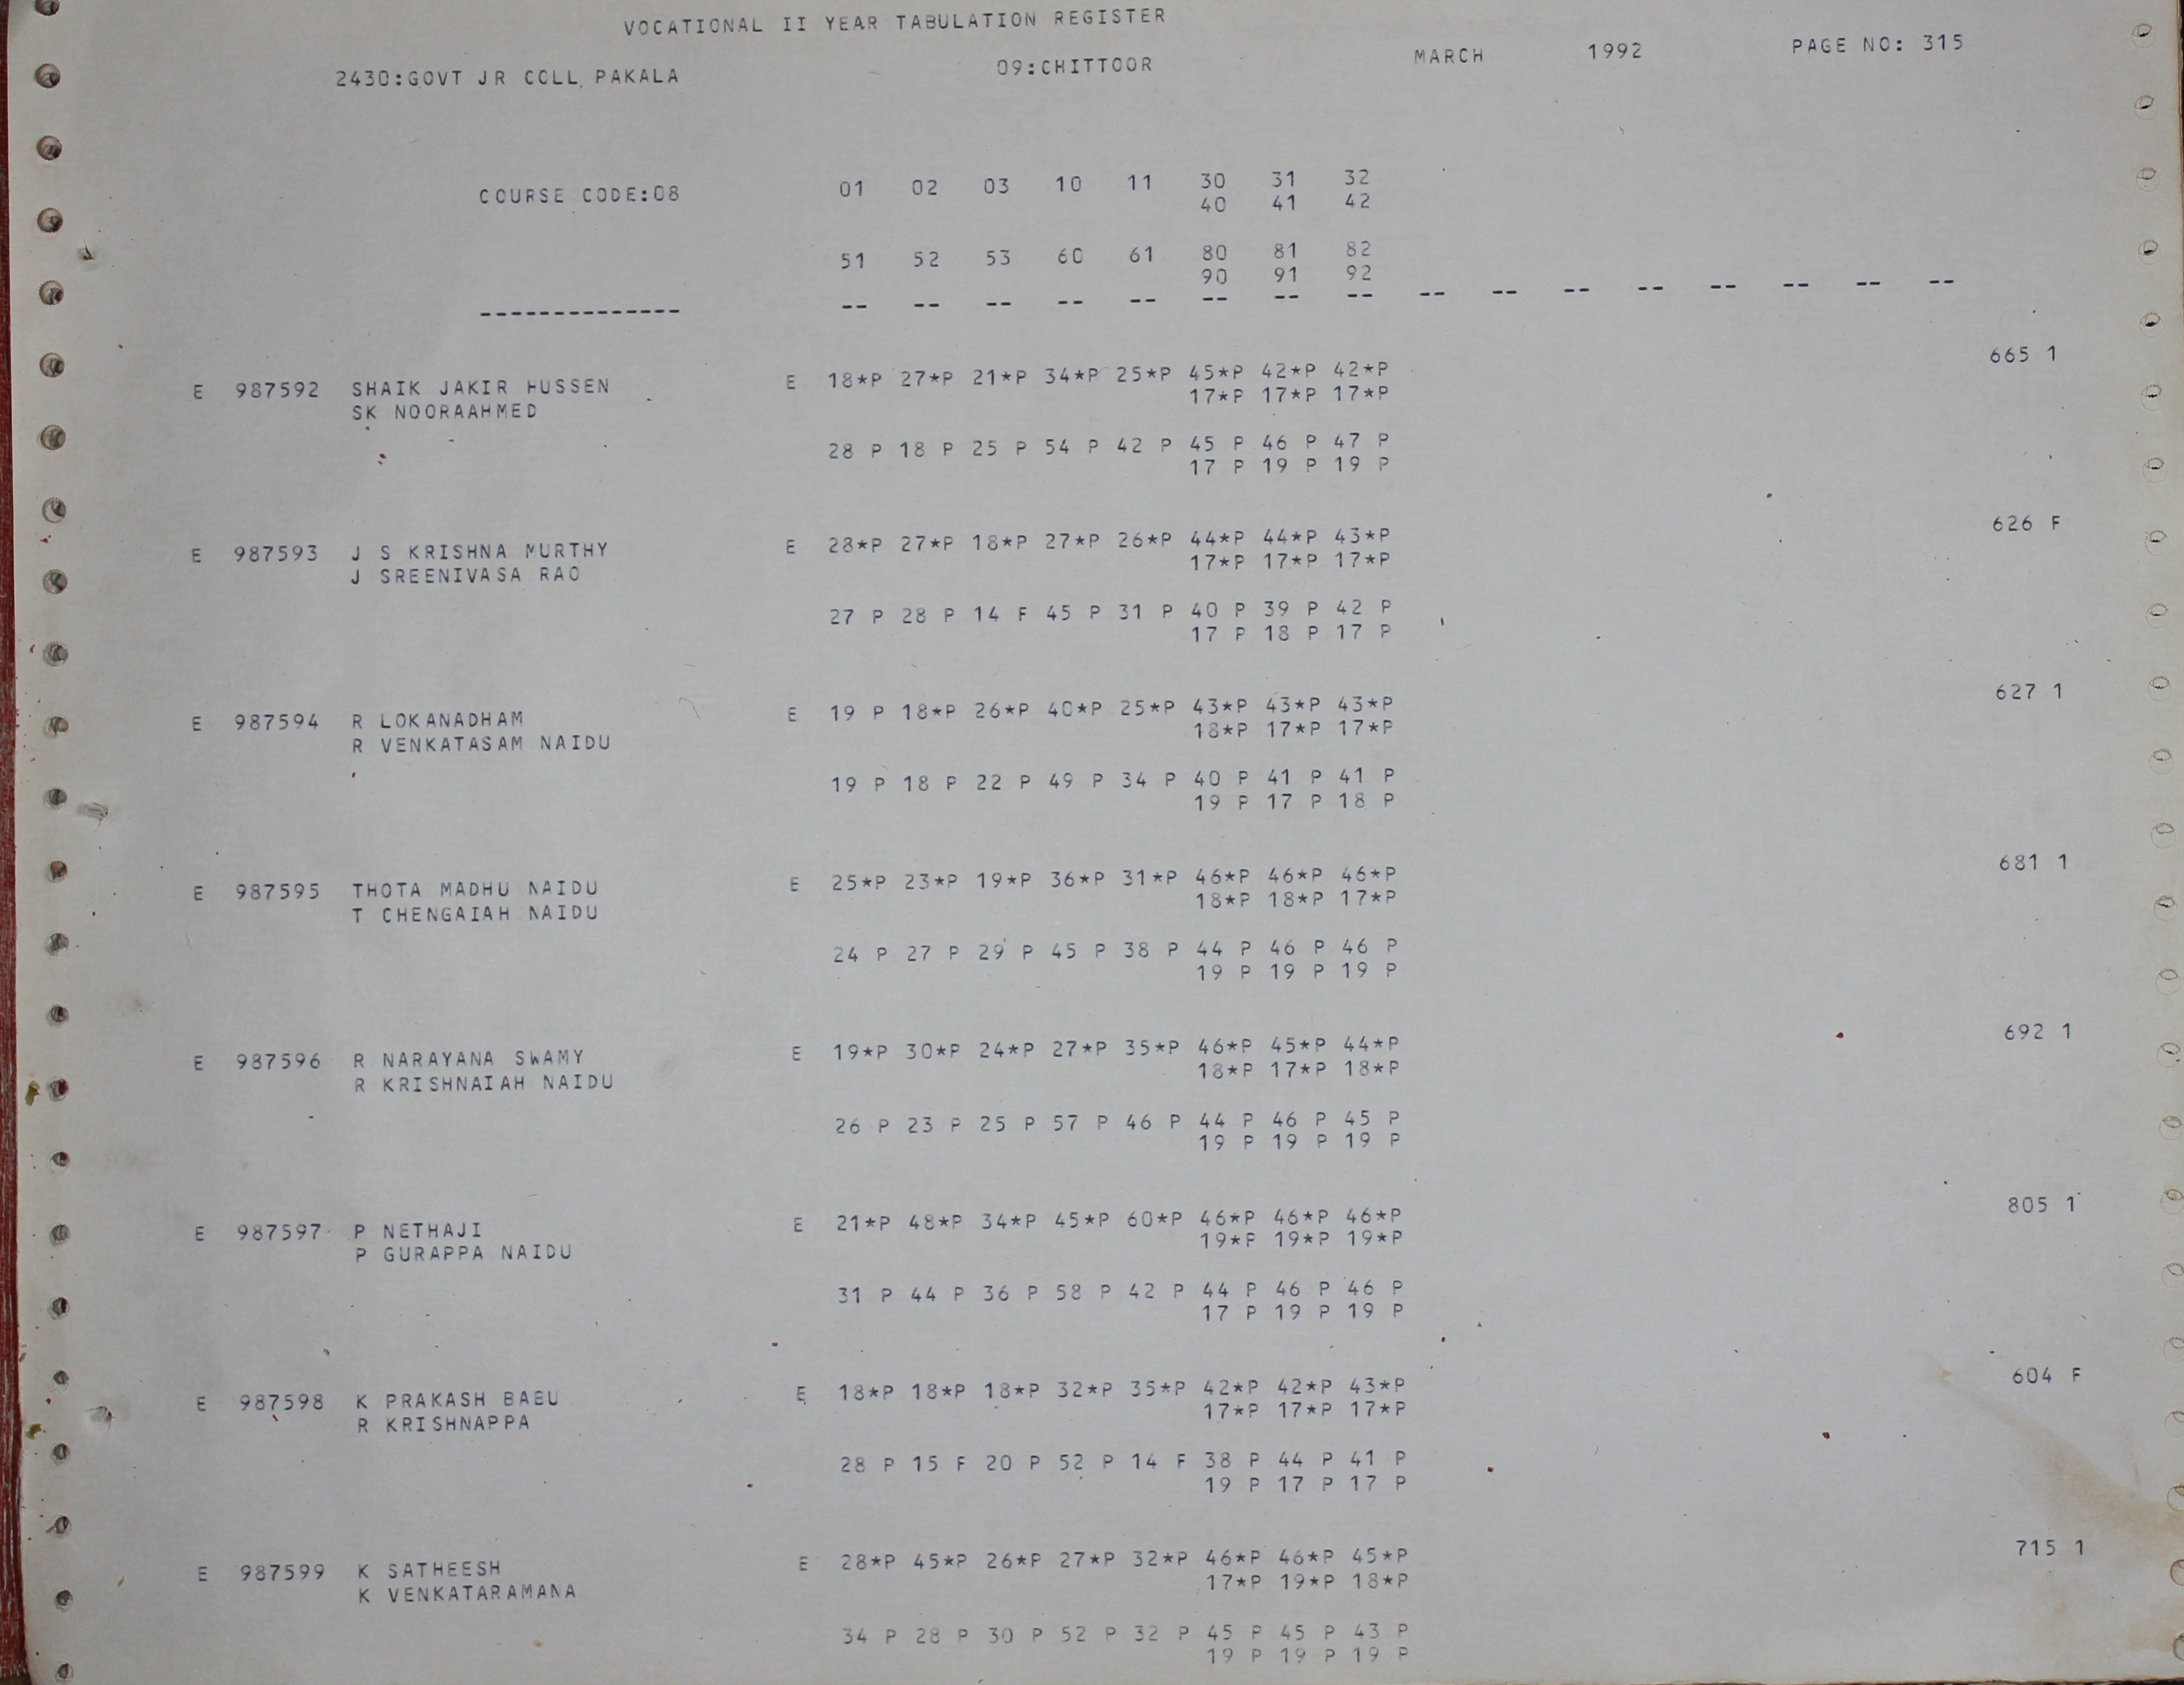 VOCATIONAL II YEAR TABULATION REGISTER
2430:GOVT JR COLL, PAKALA 09:CHITTOOR MARCH 1992 PAGE NO: 315
COURSE CODE:08 01 02 03 10 11 30 31 32
40 41 42
51 52 53 60 61 80 81 82
90 91 92
-------------- -- -- -- -- -- -- -- -- -- -- -- -- -- -- -- --
665 1
E 987592 SHAIK JAKIR HUSSEN E 18*P 27*P 21*P 34*P 25*P 45*P 42*P 42*P
SK NOORAAHMED 17*P 17*P 17*P
28 P 18 P 25 P 54 P 42 P 45 P 46 P 47 P
17 P 19 P 19 P
626 F
E 987593 J S KRISHNA MURTHY E 28*P 27*P 18*P 27*P 26*P 44*P 44*P 43*P
J SREENIVASA RAO 17*P 17*P 17*P
27 P 28 P 14 F 45 P 31 P 40 P 39 P 42 P
17 P 18 P 17 P
627 1
E 987594 R LOKANADHAM E 19 P 18*P 26*P 40*P 25*P 43*P 43*P 43*P
R VENKATASAM NAIDU 18*P 17*P 17*P
19 P 18 P 22 P 49 P 34 P 40 P 41 P 41 P
19 P 17 P 18 P
681 1
E 987595 THOTA MADHU NAIDU E 25*P 23*P 19*P 36*P 31*P 46*P 46*P 46*P
T CHENGAIAH NAIDU 18*P 18*P 17*P
24 P 27 P 29 P 45 P 38 P 44 P 46 P 46 P
19 P 19 P 19 P
692 1
E 987596 R NARAYANA SWAMY E 19*P 30*P 24*P 27*P 35*P 46*P 45*P 44*P
R KRISHNAIAH NAIDU 18*P 17*P 18*P
26 P 23 P 25 P 57 P 46 P 44 P 46 P 45 P
19 P 19 P 19 P
805 1
E 987597 P NETHAJI E 21*P 48*P 34*P 45*P 60*P 46*P 46*P 46*P
P GURAPPA NAIDU 19*P 19*P 19*P
31 P 44 P 36 P 58 P 42 P 44 P 46 P 46 P
17 P 19 P 19 P
604 F
E 987598 K PRAKASH BABU E 18*P 18*P 18*P 32*P 35*P 42*P 42*P 43*P
R KRISHNAPPA 17*P 17*P 17*P
28 P 15 F 20 P 52 P 14 F 38 P 44 P 41 P
19 P 17 P 17 P
715 1
E 987599 K SATHEESH E 28*P 45*P 26*P 27*P 32*P 46*P 46*P 45*P
K VENKATARAMANA 17*P 19*P 18*P
34 P 28 P 30 P 52 P 32 P 45 P 45 P 43 P
19 P 19 P 19 P